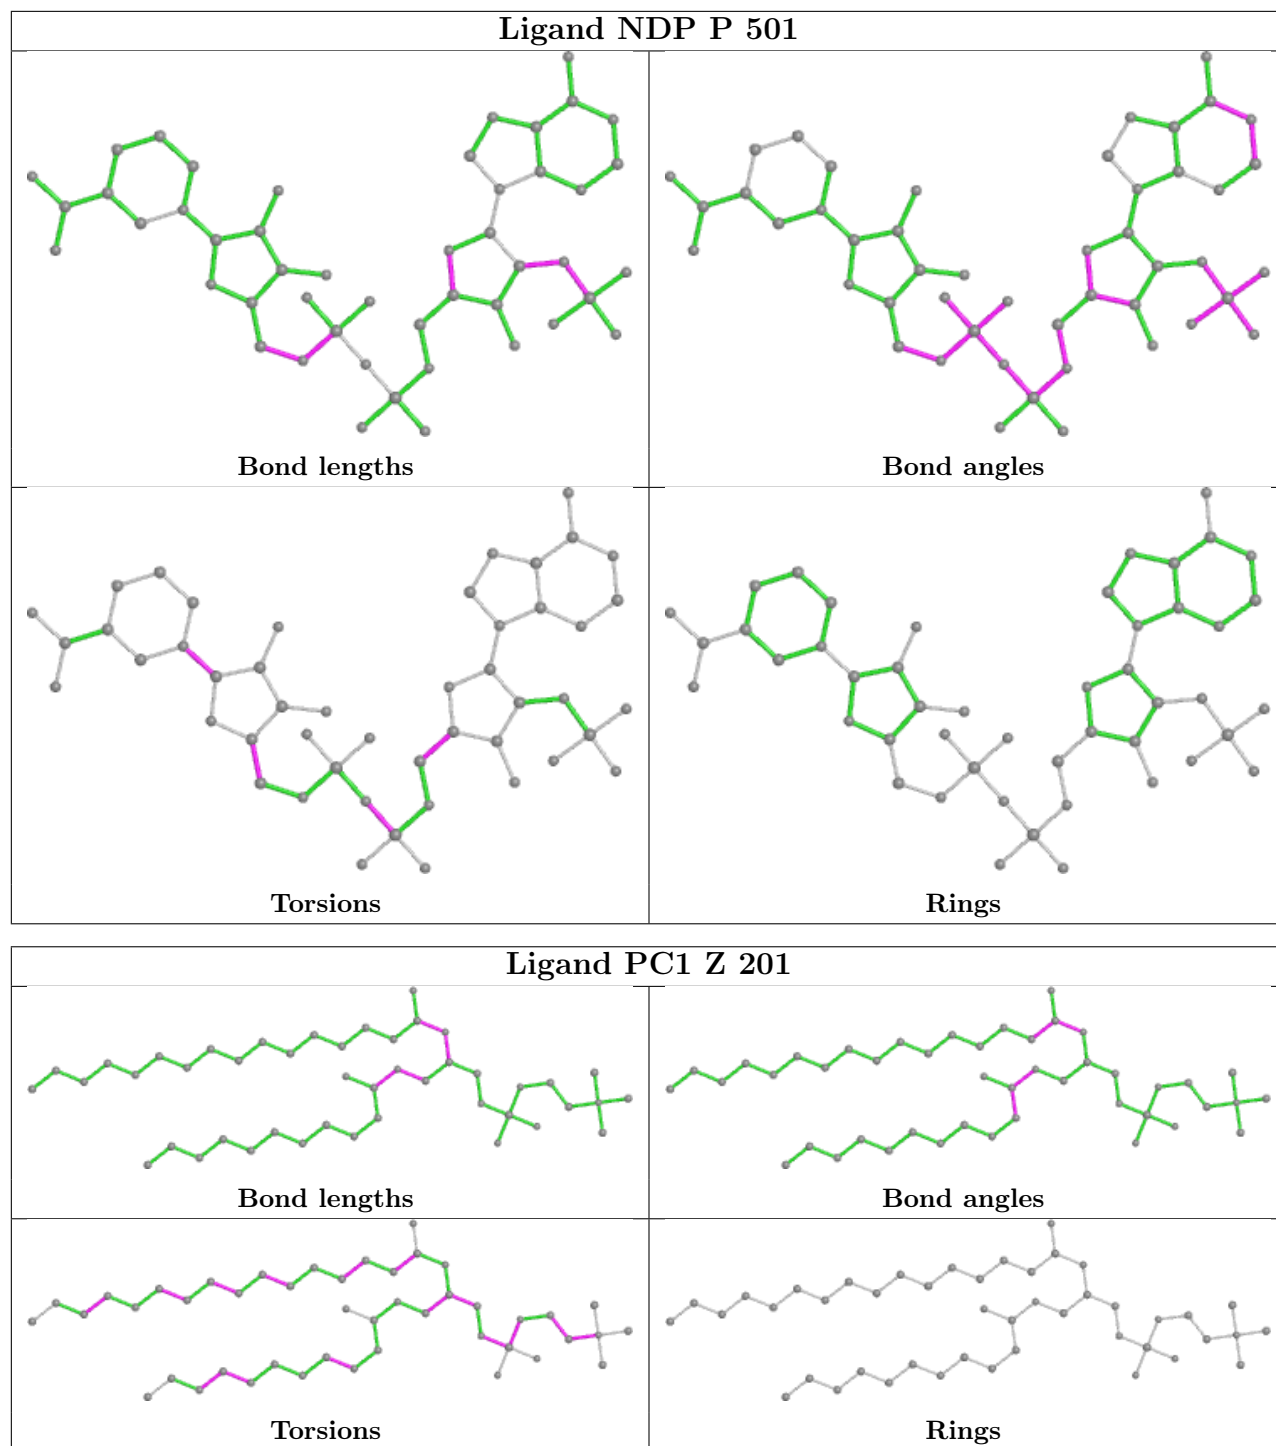 Ligand NDP P 501
Bond lengths
Bond angles
Torsions
Rings
Ligand PC1 Z 201
Bond lengths
Bond angles
Torsions
Rings